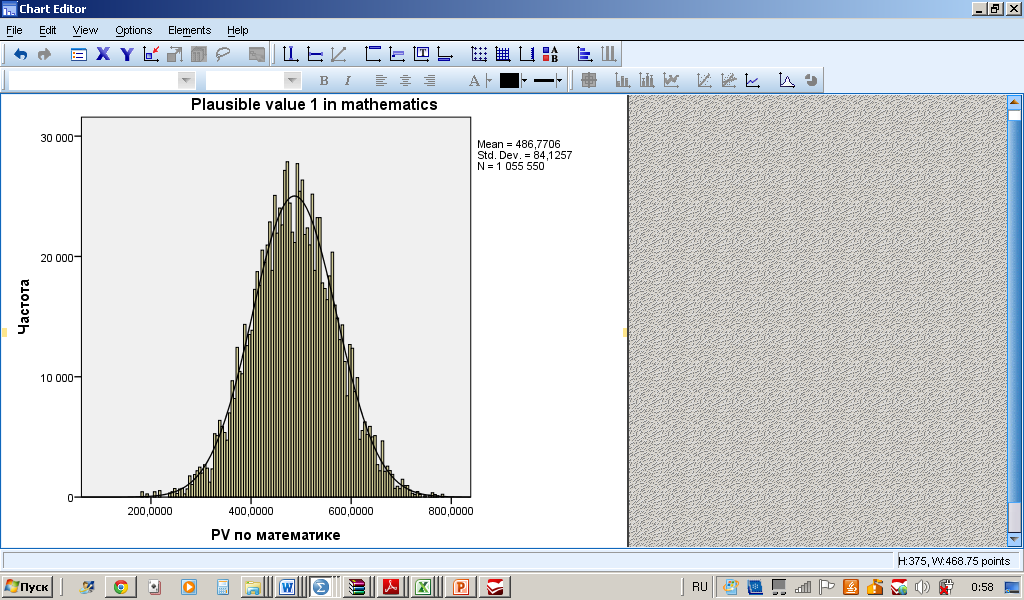 Chart Editor
File Edit View Options Elements Help
X Y T A B
B I A
Plausible value 1 in mathematics
30 000
20 000
10 000
0
Частота
Mean = 486,7706
Std. Dev. = 84,1257
N = 1 055 550
200,0000 400,0000 600,0000 800,0000
PV по математике
H:375, W:468.75 points
Пуск
W Σ X P
RU
0:58